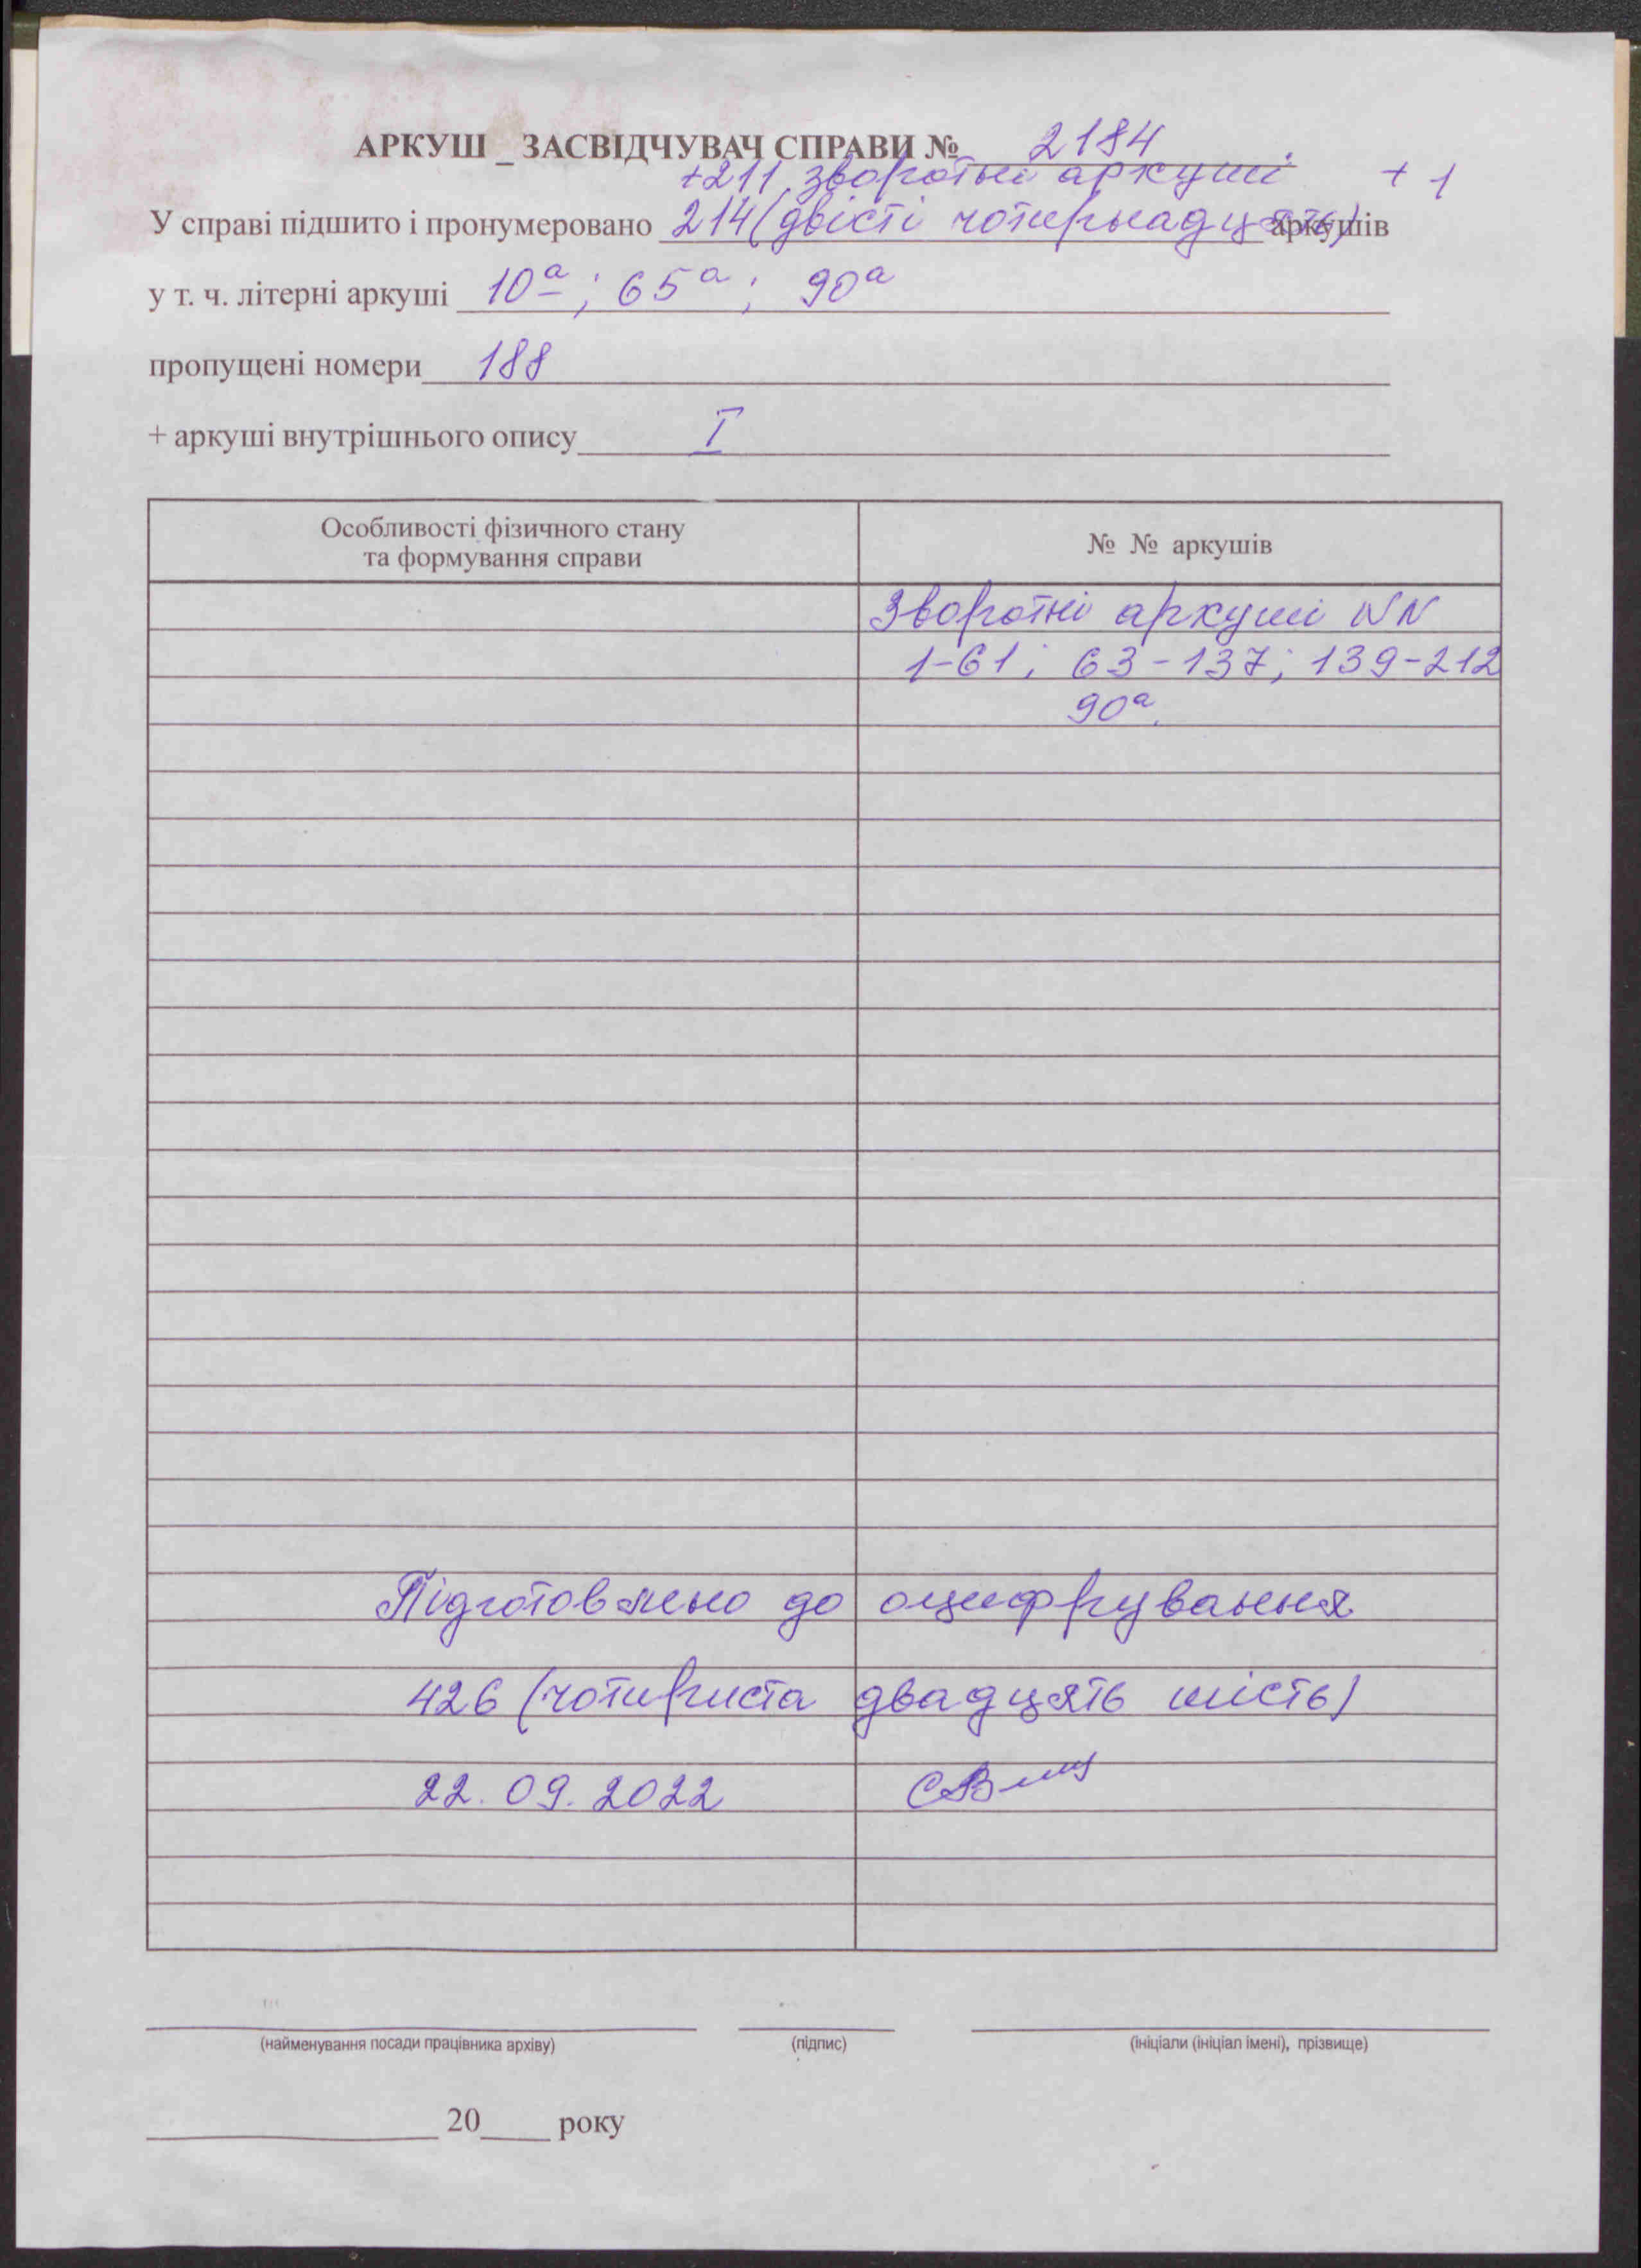 АРКУШ _ ЗАСВІДЧУВАЧ СПРАВИ № 2184
+211 зворотні аркуші + 1
У справі підшито і пронумеровано 214 (двісті чотирнадцять) аркушів
у т. ч. літерні аркуші 10а; 65а; 90а
пропущені номери 188
+ аркуші внутрішнього опису I
Особливості фізичного стану
та формування справи
№ № аркушів
Зворотні аркуші NN
1-61; 63-137; 139-212
90а.
Підготовлено до оцифрування
426 (чотириста двадцять шість)
22. 09. 2022
(найменування посади працівника архіву) (підпис) (ініціали (ініціал імені), прізвище)
20 року